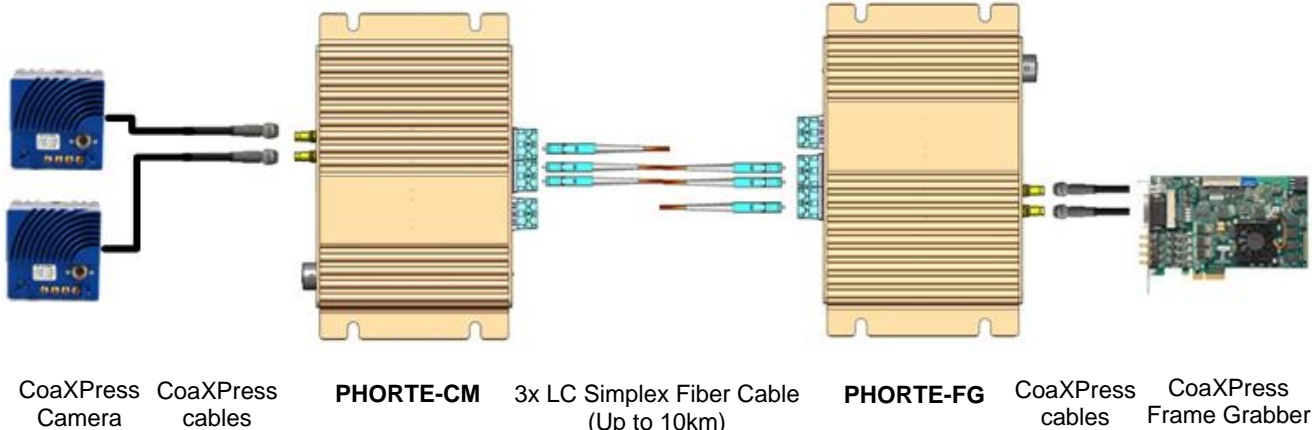 CoaXPress
Camera
CoaXPress
cables
PHORTE-CM
3x LC Simplex Fiber Cable
(Up to 10km)
PHORTE-FG
CoaXPress
cables
CoaXPress
Frame Grabber